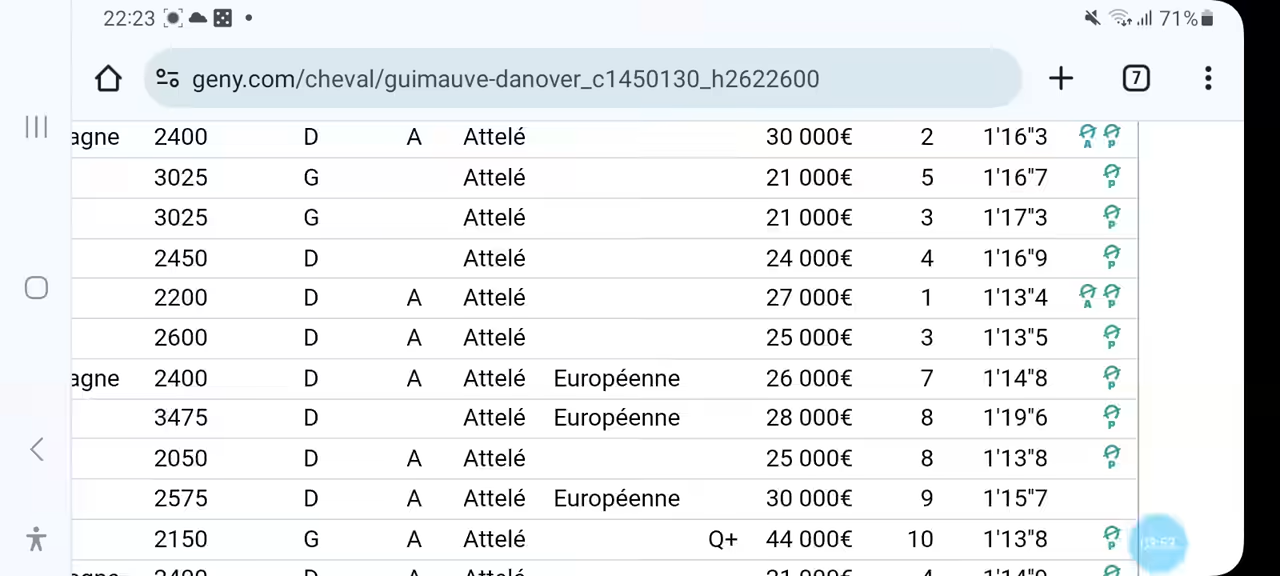 22:23 71%
geny.com/cheval/guimauve-danover_c1450130_h2622600 7
agne 2400 D A Attelé 30 000€ 2 1'16"3 A P
3025 G Attelé 21 000€ 5 1'16"7 P
3025 G Attelé 21 000€ 3 1'17"3 P
2450 D Attelé 24 000€ 4 1'16"9 P
2200 D A Attelé 27 000€ 1 1'13"4 A P
2600 D A Attelé 25 000€ 3 1'13"5 P
agne 2400 D A Attelé Européenne 26 000€ 7 1'14"8 P
3475 D Attelé Européenne 28 000€ 8 1'19"6 P
2050 D A Attelé 25 000€ 8 1'13"8 P
2575 D A Attelé Européenne 30 000€ 9 1'15"7
2150 G A Attelé Q+ 44 000€ 10 1'13"8 P